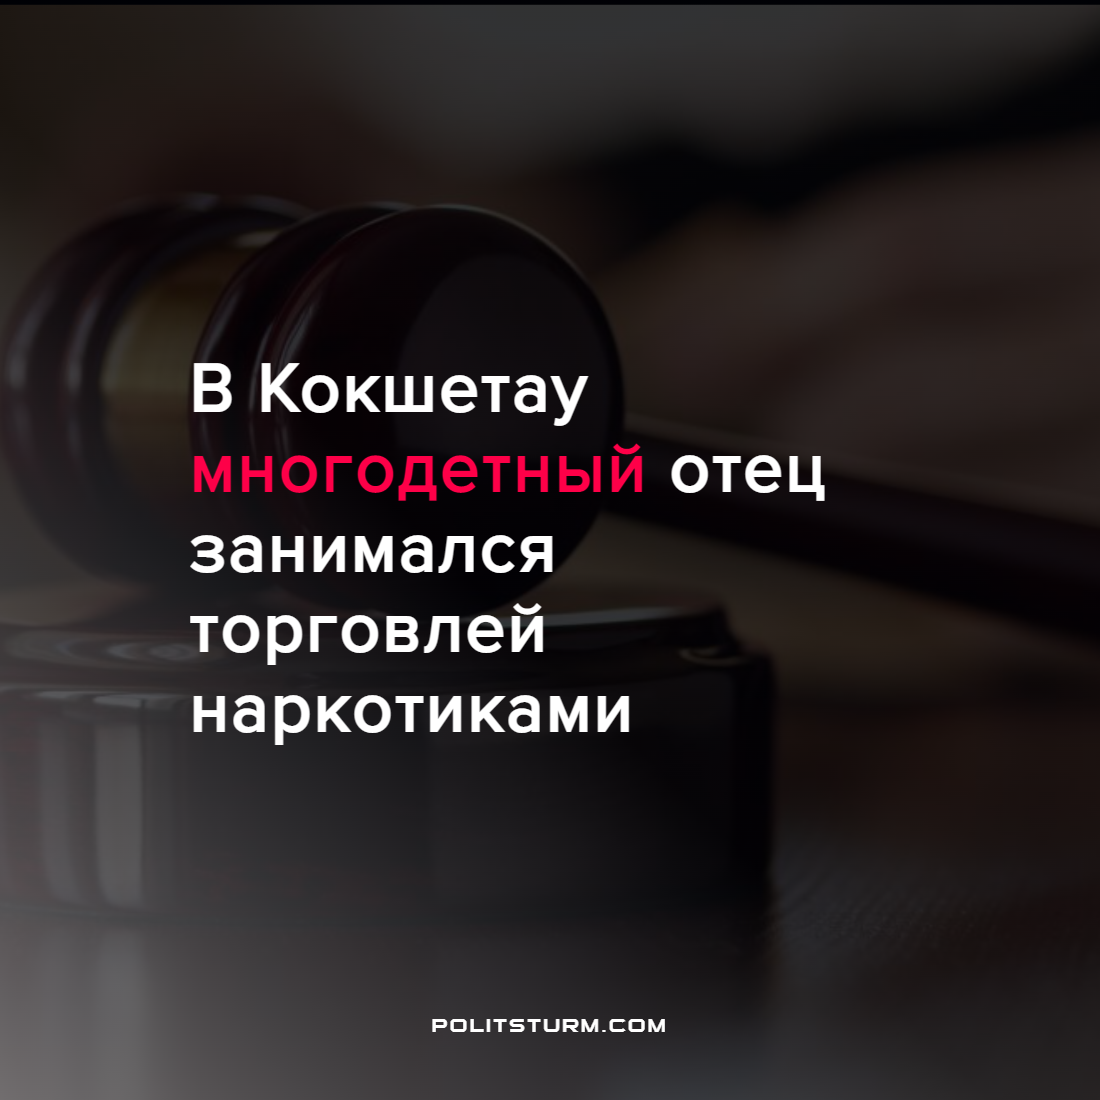 В Кокшетау
многодетный отец
занимался
торговлей
наркотиками
POLITSTURM.COM